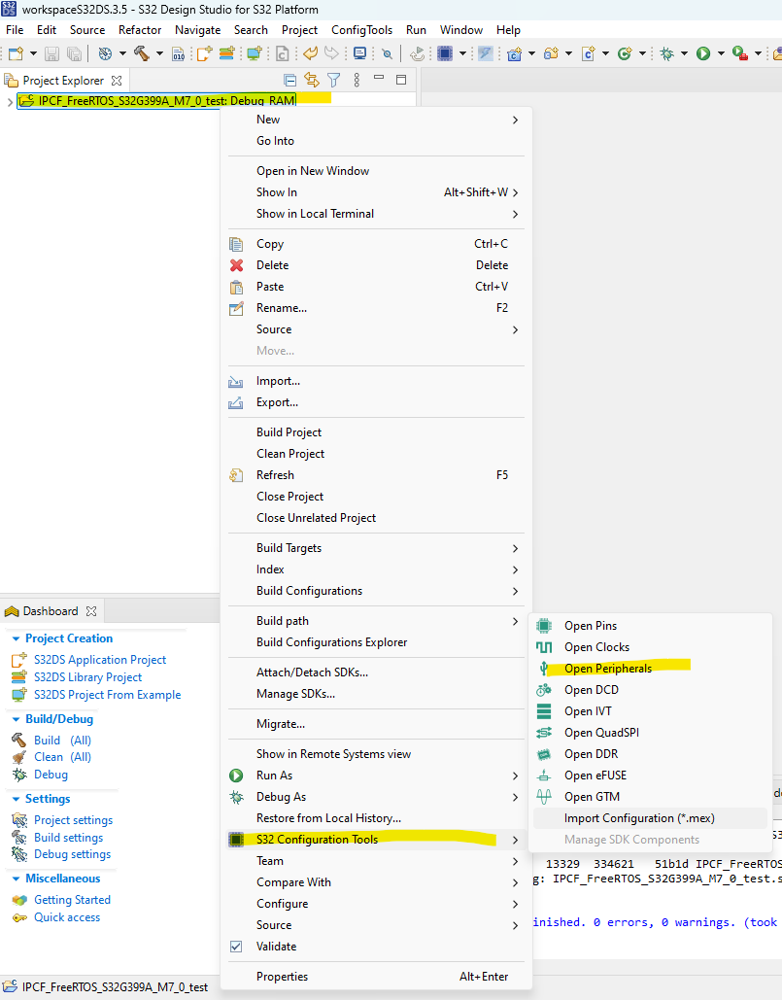 workspaceS32DS.3.5 - S32 Design Studio for S32 Platform
File Edit Source Refactor Navigate Search Project ConfigTools Run Window Help
Project Explorer
IPCF_FreeRTOS_S32G399A_M7_0_test: Debug_RAM
New
Go Into
Open in New Window
Show In Alt+Shift+W
Show in Local Terminal
Copy Ctrl+C
Delete Delete
Paste Ctrl+V
Rename... F2
Source
Move...
Import...
Export...
Build Project
Clean Project
Refresh F5
Close Project
Close Unrelated Project
Build Targets
Index
Build Configurations
Build path
Build Configurations Explorer
Attach/Detach SDKs...
Manage SDKs...
Migrate...
Show in Remote Systems view
Run As
Debug As
Restore from Local History...
S32 Configuration Tools
Team
Compare With
Configure
Source
Validate
Properties Alt+Enter
Open Pins
Open Clocks
Open Peripherals
Open DCD
Open IVT
Open QuadSPI
Open DDR
Open eFUSE
Open GTM
Import Configuration (*.mex)
Manage SDK Components
Dashboard
Project Creation
S32DS Application Project
S32DS Library Project
S32DS Project From Example
Build/Debug
Build (All)
Clean (All)
Debug
Settings
Project settings
Build settings
Debug settings
Miscellaneous
Getting Started
Quick access
13329 334621 51b1d IPCF_FreeRTOS
g: IPCF_FreeRTOS_S32G399A_M7_0_test.s
inished. 0 errors, 0 warnings. (took
IPCF_FreeRTOS_S32G399A_M7_0_test